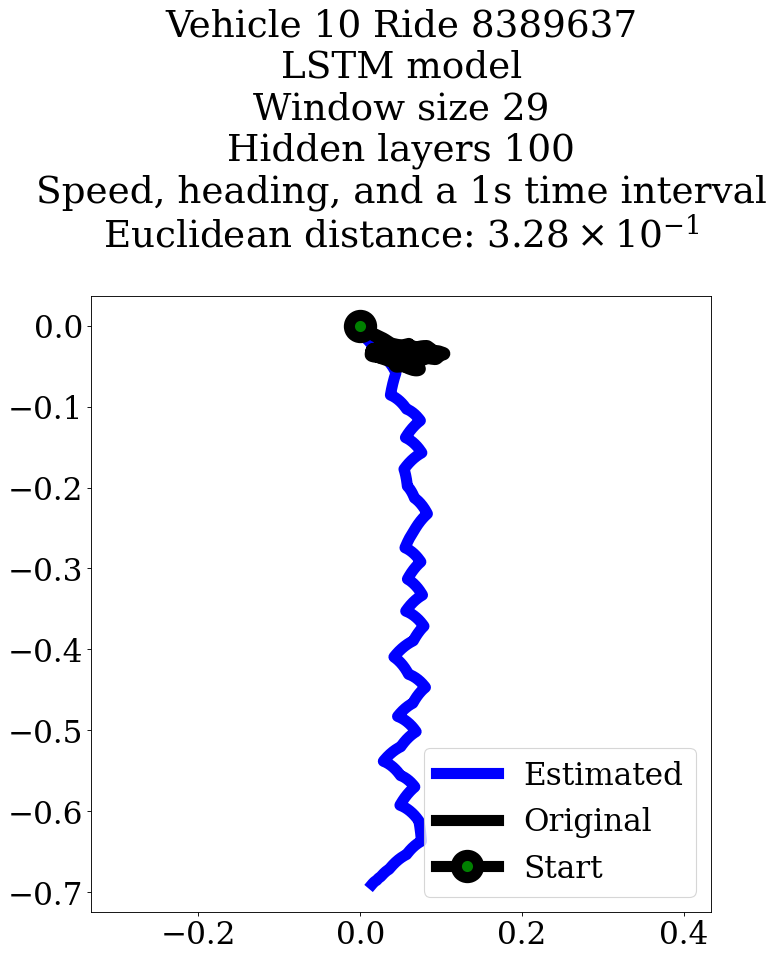 Vehicle 10 Ride 8389637
LSTM model
Window size 29
Hidden layers 100
Speed, heading, and a 1s time interval
Euclidean distance: 3.28 × 10⁻¹
0.0
−0.1
−0.2
−0.3
−0.4
−0.5
−0.6
−0.7
Estimated
Original
Start
−0.2 0.0 0.2 0.4